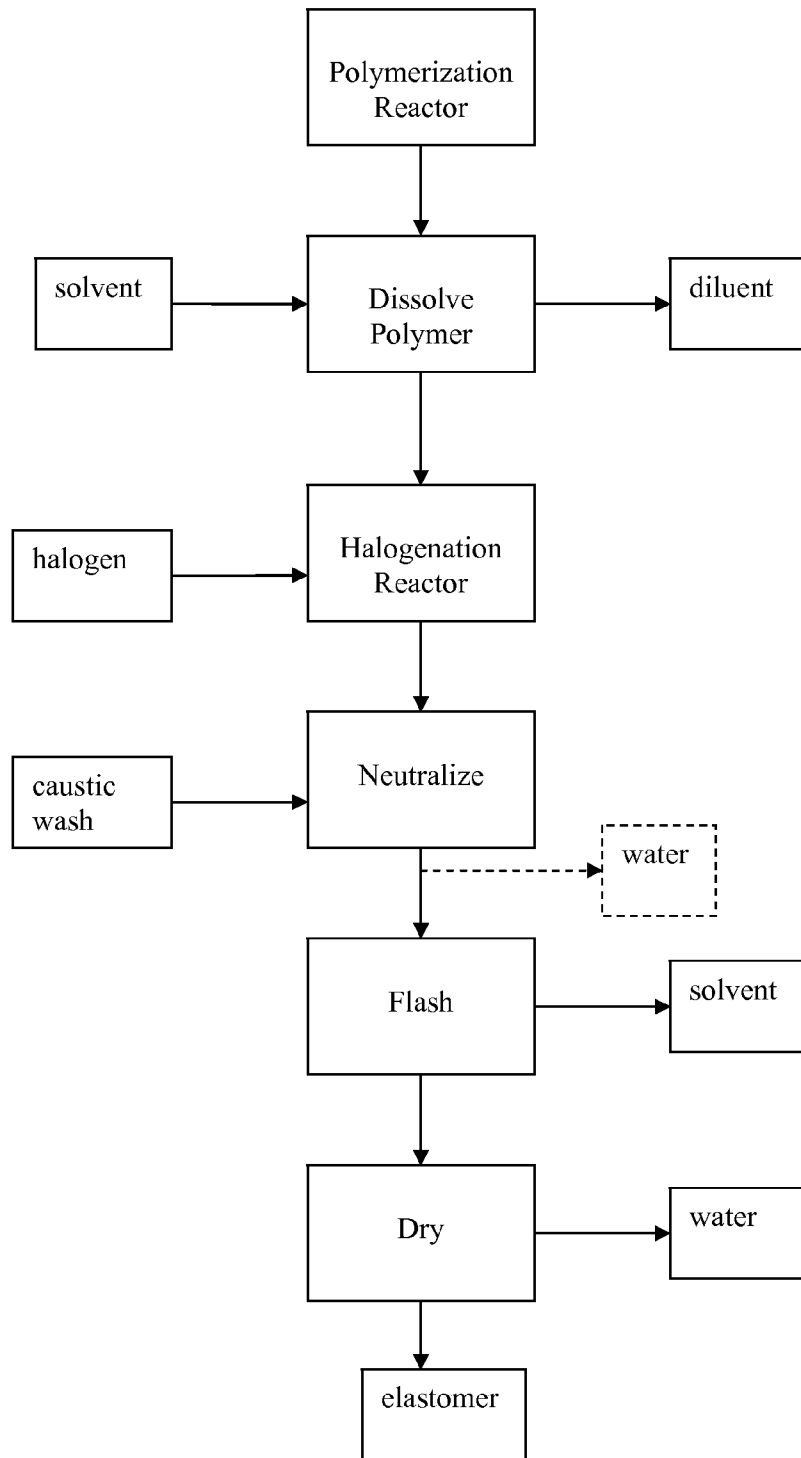 Polymerization
Reactor
solvent
Dissolve
Polymer
diluent
halogen
Halogenation
Reactor
caustic
wash
Neutralize
water
Flash
solvent
Dry
water
elastomer